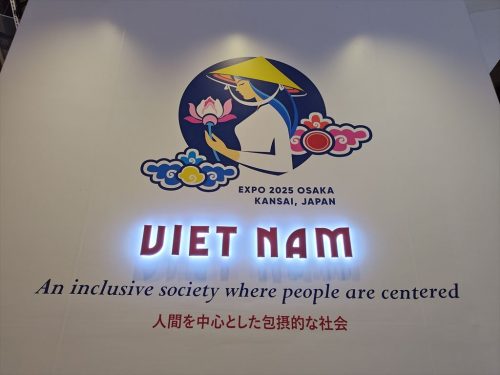 EXPO 2025 OSAKA
KANSAI, JAPAN
VIET NAM
An inclusive society where people are centered
人間を中心とした包摂的な社会